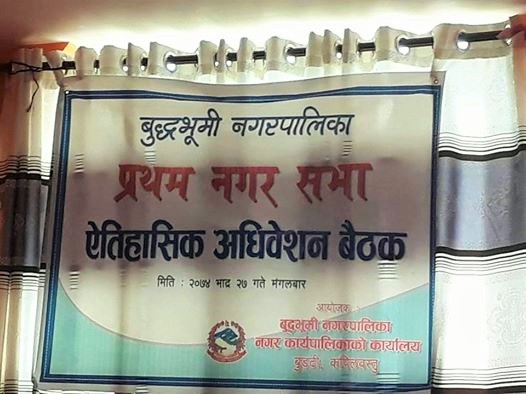 बुद्धभूमी नगरपालिका
प्रथम नगर सभा
ऐतिहासिक अधिवेशन बैठक
मिति : २०७४ भाद्र २७ गते मंगलबार
आयोजक :
बुद्धभूमी नगरपालिका
नगर कार्यपालिकाको कार्यालय
बुड्ढी, कपिलवस्तु